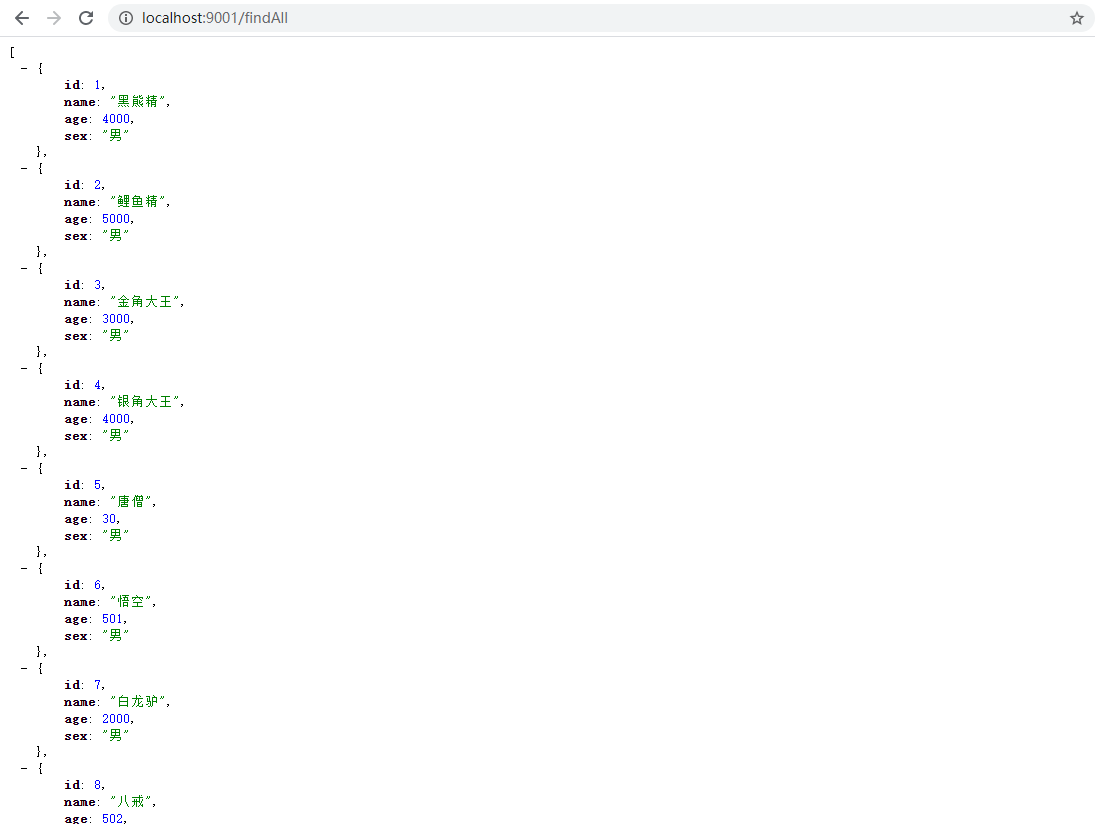 localhost:9001/findAll
[
- {
id: 1,
name: "黑熊精",
age: 4000,
sex: "男"
},
- {
id: 2,
name: "鲤鱼精",
age: 5000,
sex: "男"
},
- {
id: 3,
name: "金角大王",
age: 3000,
sex: "男"
},
- {
id: 4,
name: "银角大王",
age: 4000,
sex: "男"
},
- {
id: 5,
name: "唐僧",
age: 30,
sex: "男"
},
- {
id: 6,
name: "悟空",
age: 501,
sex: "男"
},
- {
id: 7,
name: "白龙驴",
age: 2000,
sex: "男"
},
- {
id: 8,
name: "八戒",
age: 502,